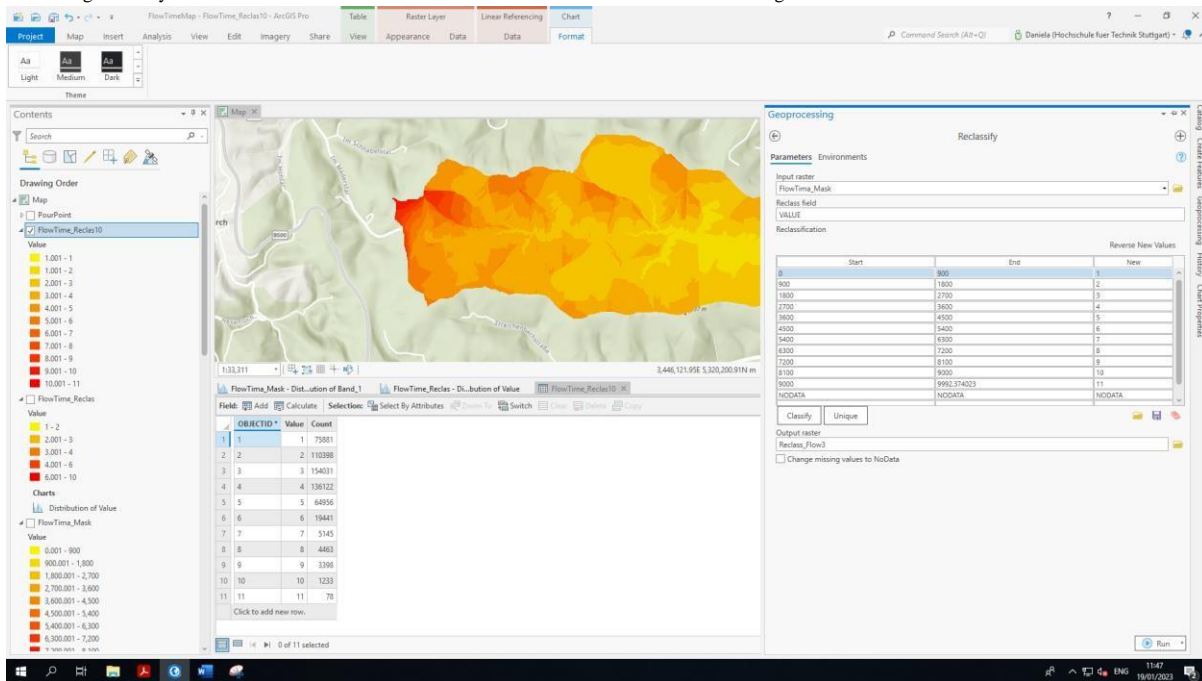 FlowTimeMap - FlowTime_Reclas10 - ArcGIS Pro
Table
Raster Layer
Linear Referencing
Chart
? 
Project Map Insert Analysis View Edit Imagery Share View Appearance Data Data Format
Command Search (Alt+Q)
Daniela (Hochschule fuer Technik Stuttgart)
Aa Aa Aa
Light Medium Dark
Theme
Contents
Search
Drawing Order
Map
PourPoint
FlowTime_Reclas10
Value
1.001 - 1
1.001 - 2
2.001 - 3
3.001 - 4
4.001 - 5
5.001 - 6
6.001 - 7
7.001 - 8
8.001 - 9
9.001 - 10
10.001 - 11
FlowTime_Reclas
Value
1 - 2
2.001 - 3
3.001 - 4
4.001 - 6
6.001 - 10
Charts
Distribution of Value
FlowTima_Mask
Value
0.001 - 900
900.001 - 1,800
1,800.001 - 2,700
2,700.001 - 3,600
3,600.001 - 4,500
4,500.001 - 5,400
5,400.001 - 6,300
6,300.001 - 7,200
Map
1:33,311
3,446,121.95E 5,320,200.91N m
FlowTima_Mask - Dist...ution of Band_1
FlowTime_Reclas - Di...bution of Value
FlowTime_Reclas10
Field: Add Calculate Selection: Select By Attributes Zoom To Switch Clear Delete Copy
OBJECTID * Value Count
1 1 1 75881
2 2 2 110398
3 3 3 154031
4 4 4 136122
5 5 5 64956
6 6 6 19441
7 7 7 5145
8 8 8 4463
9 9 9 3398
10 10 10 1233
11 11 11 78
Click to add new row.
0 of 11 selected
Geoprocessing
Reclassify
Parameters Environments
Input raster
FlowTima_Mask
Reclass field
VALUE
Reclassification
Reverse New Values
Start End New
0 900 1
900 1800 2
1800 2700 3
2700 3600 4
3600 4500 5
4500 5400 6
5400 6300 7
6300 7200 8
7200 8100 9
8100 9000 10
9000 9992.374023 11
NODATA NODATA NODATA
Classify Unique
Output raster
Reclass_Flow3
Change missing values to NoData
Run
Catalog
Create Features
Geoprocessing
History
Chart Properties
ENG
11:47
19/01/2023